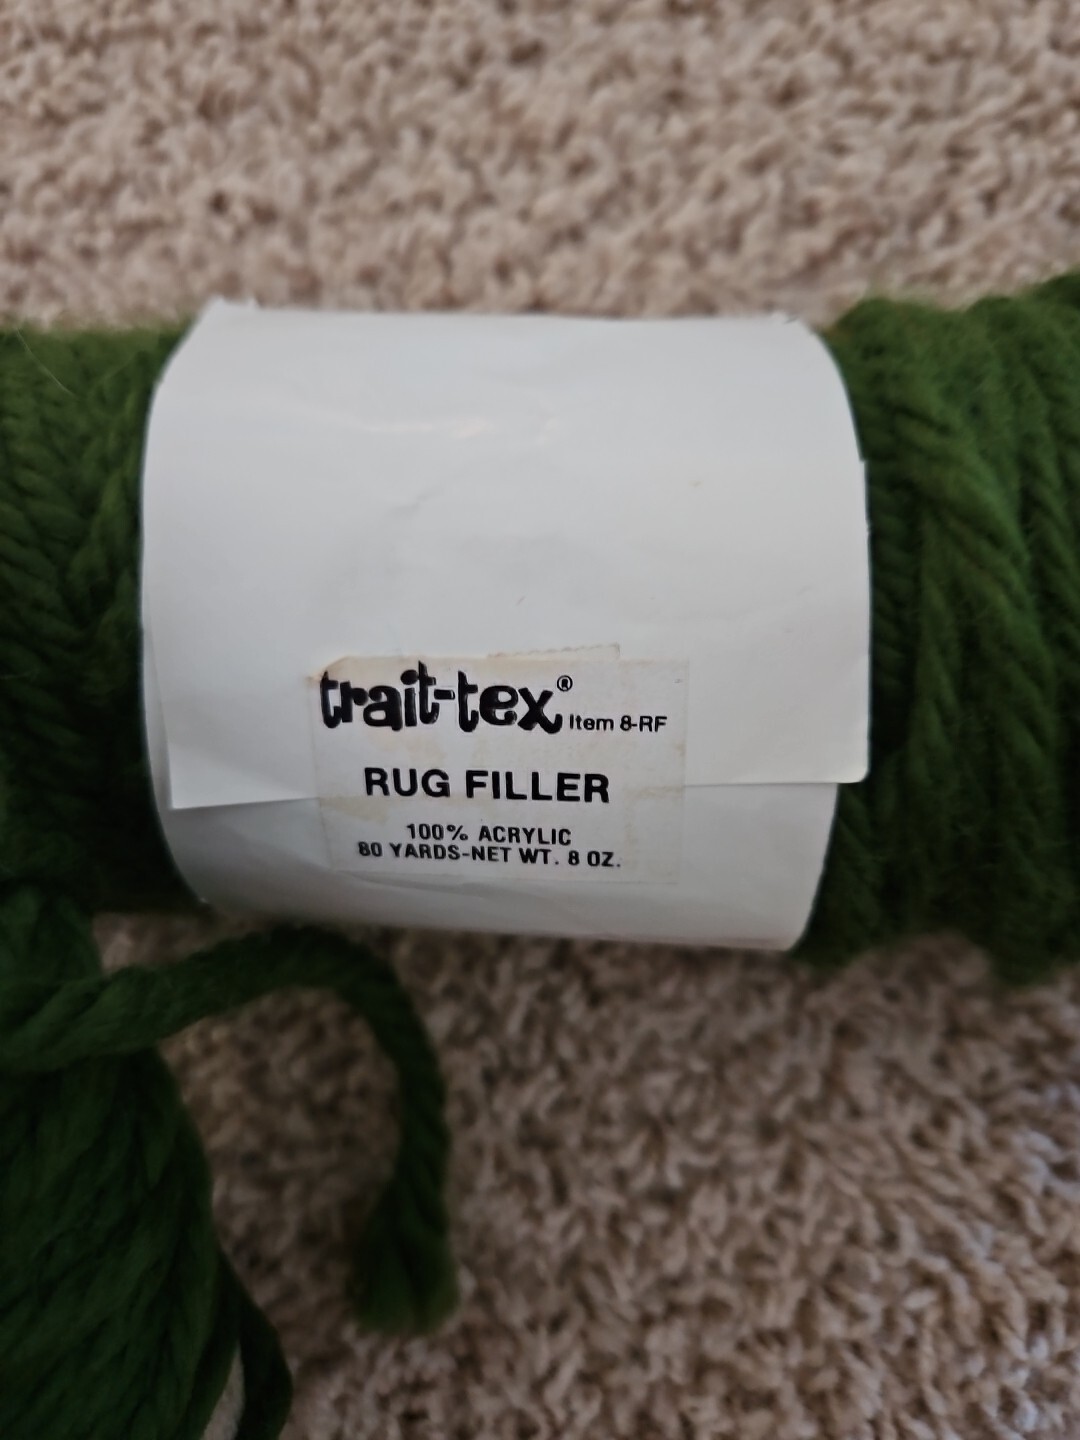 trait-tex® Item 8-RF
RUG FILLER
100% ACRYLIC
80 YARDS-NET WT. 8 OZ.